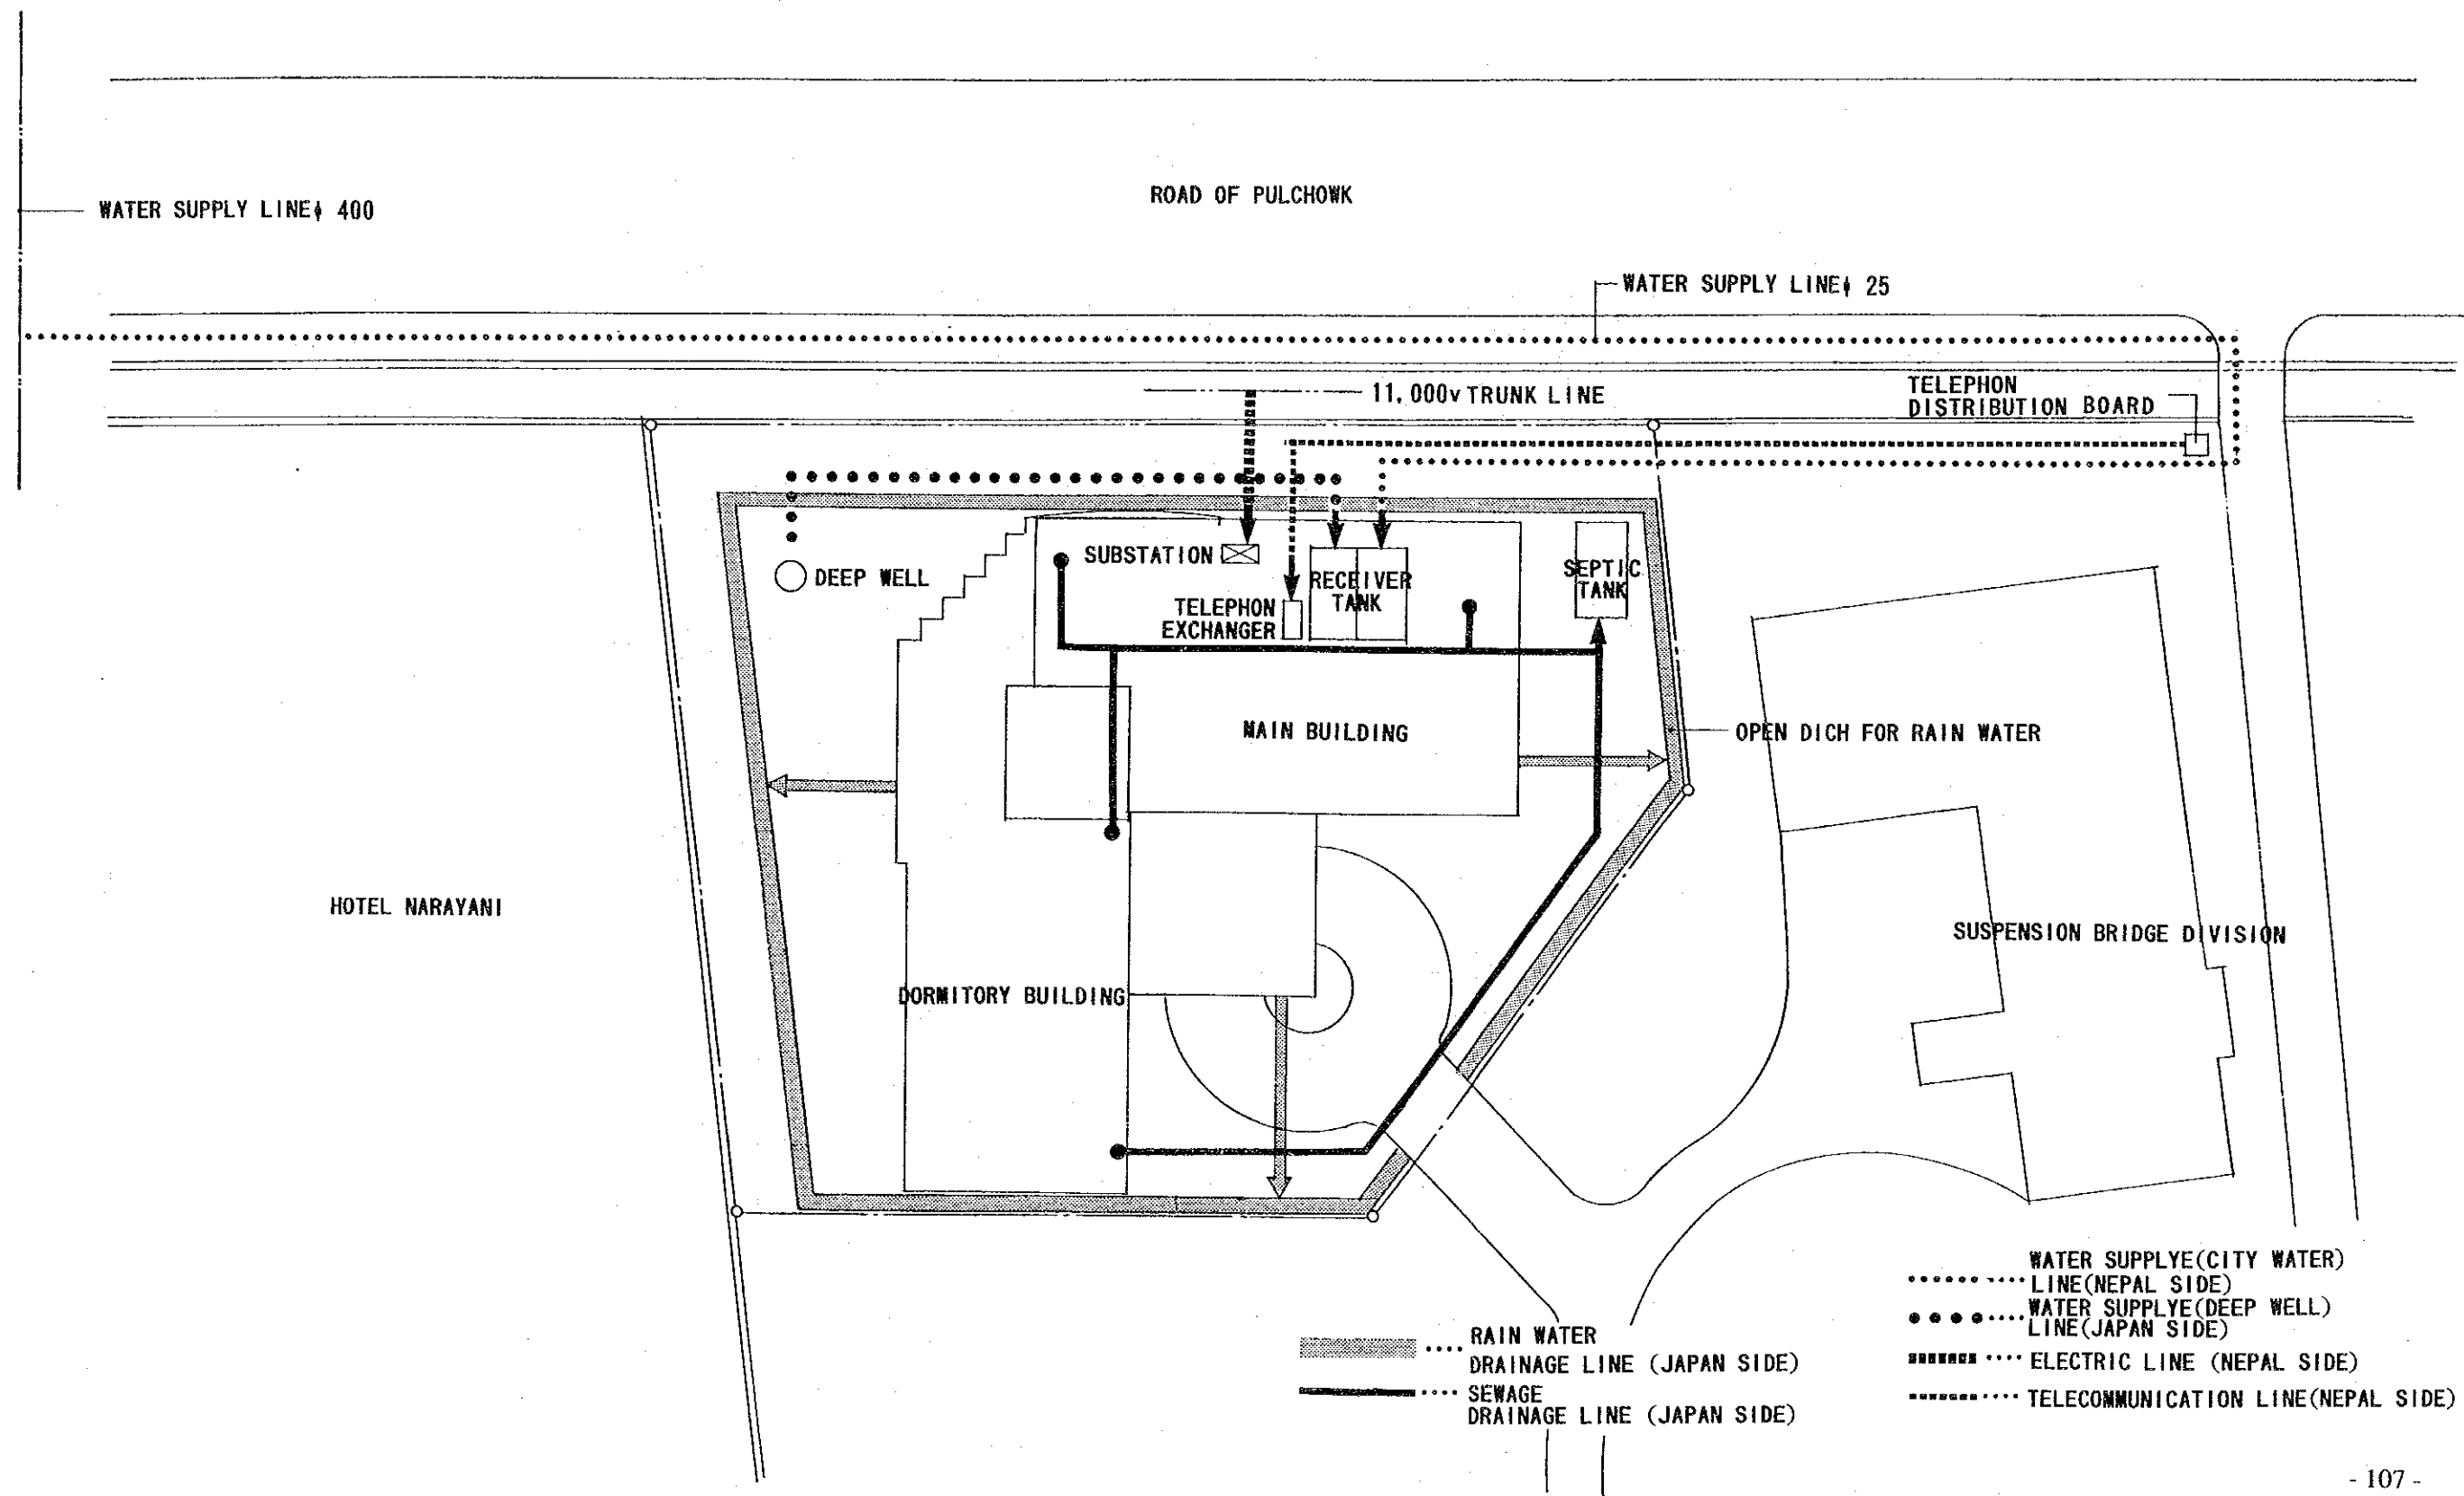 ROAD OF PULCHOWK
WATER SUPPLY LINEϕ 400
WATER SUPPLY LINEϕ 25
11,000v TRUNK LINE
TELEPHON
DISTRIBUTION BOARD
SUBSTATION
DEEP WELL
RECEIVER
TANK
SEPTIC
TANK
TELEPHON
EXCHANGER
MAIN BUILDING
OPEN DICH FOR RAIN WATER
HOTEL NARAYANI
SUSPENSION BRIDGE DIVISION
DORMITORY BUILDING
RAIN WATER
DRAINAGE LINE (JAPAN SIDE)
SEWAGE
DRAINAGE LINE (JAPAN SIDE)
WATER SUPPLYE(CITY WATER)
LINE(NEPAL SIDE)
WATER SUPPLYE(DEEP WELL)
LINE(JAPAN SIDE)
ELECTRIC LINE (NEPAL SIDE)
TELECOMMUNICATION LINE(NEPAL SIDE)
- 107 -